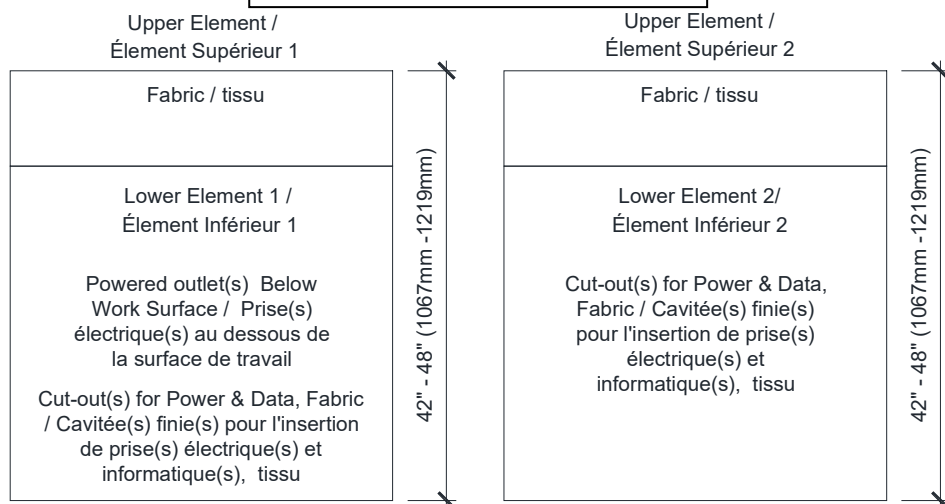 Upper Element /
Élement Supérieur 1
Fabric / tissu
Lower Element 1 /
Élement Inférieur 1
Powered outlet(s) Below
Work Surface / Prise(s)
électrique(s) au dessous de
la surface de travail
Cut-out(s) for Power & Data, Fabric
/ Cavitée(s) finie(s) pour l'insertion
de prise(s) électrique(s) et
informatique(s), tissu
42" - 48" (1067mm -1219mm)
Upper Element /
Élement Supérieur 2
Fabric / tissu
Lower Element 2/
Élement Inférieur 2
Cut-out(s) for Power & Data,
Fabric / Cavitée(s) finie(s)
pour l'insertion de prise(s)
électrique(s) et
informatique(s), tissu
42" - 48" (1067mm -1219mm)